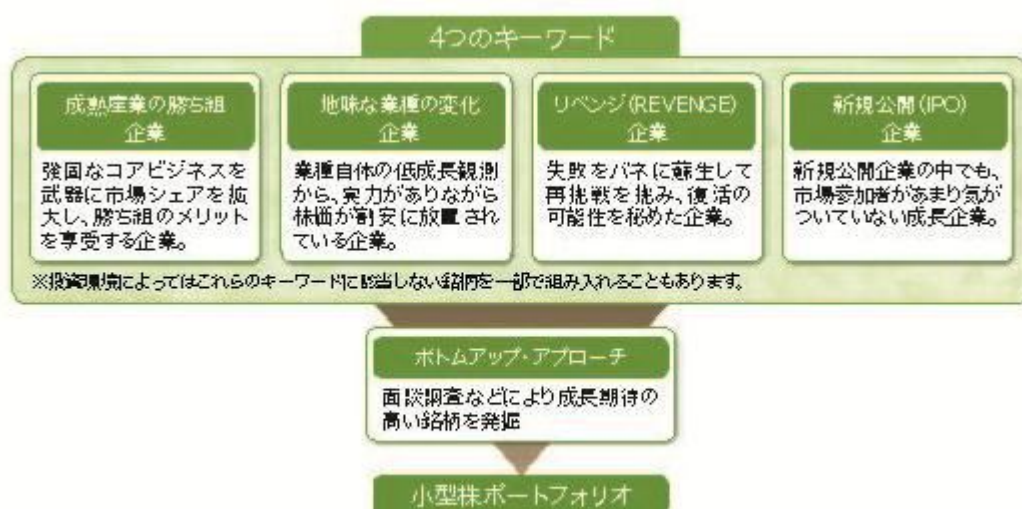 4つのキーワード
成熟産業の勝ち組
企業
強固なコアビジネスを
武器に市場シェアを拡
大し、勝ち組のメリット
を享受する企業。
地味な業種の変化
企業
業種自体の低成長観測
から、実力がありながら
株価が割安に放置され
ている企業。
リベンジ(REVENGE)
企業
失敗をバネに蘇生して
再挑戦を挑み、復活の
可能性を秘めた企業。
新規公開(IPO)
企業
新規公開企業の中でも、
市場参加者があまり気が
ついていない成長企業。
※投資環境によってはこれらのキーワードに該当しない銘柄を一部で組み入れることもあります。
ボトムアップ・アプローチ
面談調査などにより成長期待の
高い銘柄を発掘
小型株ポートフォリオ